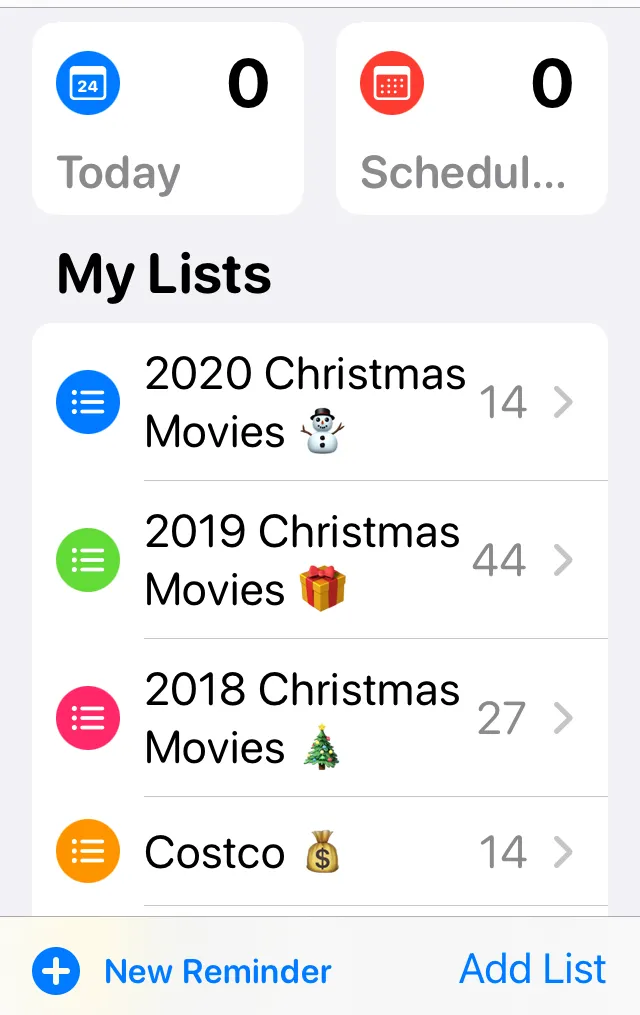 24
0
0
Today
Schedul...
My Lists
2020 Christmas
Movies ⛄
14
2019 Christmas
Movies 🎁
44
2018 Christmas
Movies 🎄
27
Costco 💰
14
New Reminder
Add List